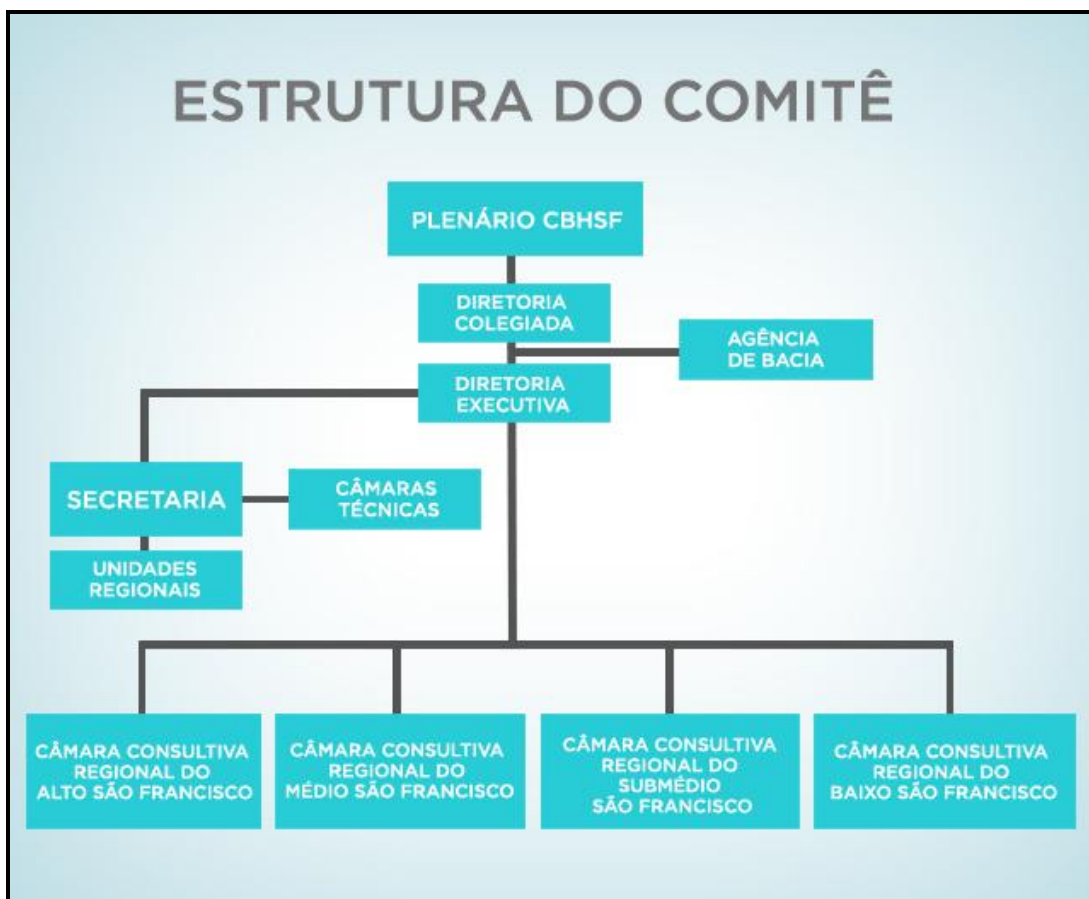 ESTRUTURA DO COMITÊ
PLENÁRIO CBHSF
DIRETORIA
COLEGIADA
AGÊNCIA
DE BACIA
DIRETORIA
EXECUTIVA
SECRETARIA
CÂMARAS
TÉCNICAS
UNIDADES
REGIONAIS
CÂMARA CONSULTIVA
REGIONAL DO
ALTO SÃO FRANCISCO
CÂMARA CONSULTIVA
REGIONAL DO
MÉDIO SÃO FRANCISCO
CÂMARA CONSULTIVA
REGIONAL DO
SUBMÉDIO
SÃO FRANCISCO
CÂMARA CONSULTIVA
REGIONAL DO
BAIXO SÃO FRANCISCO